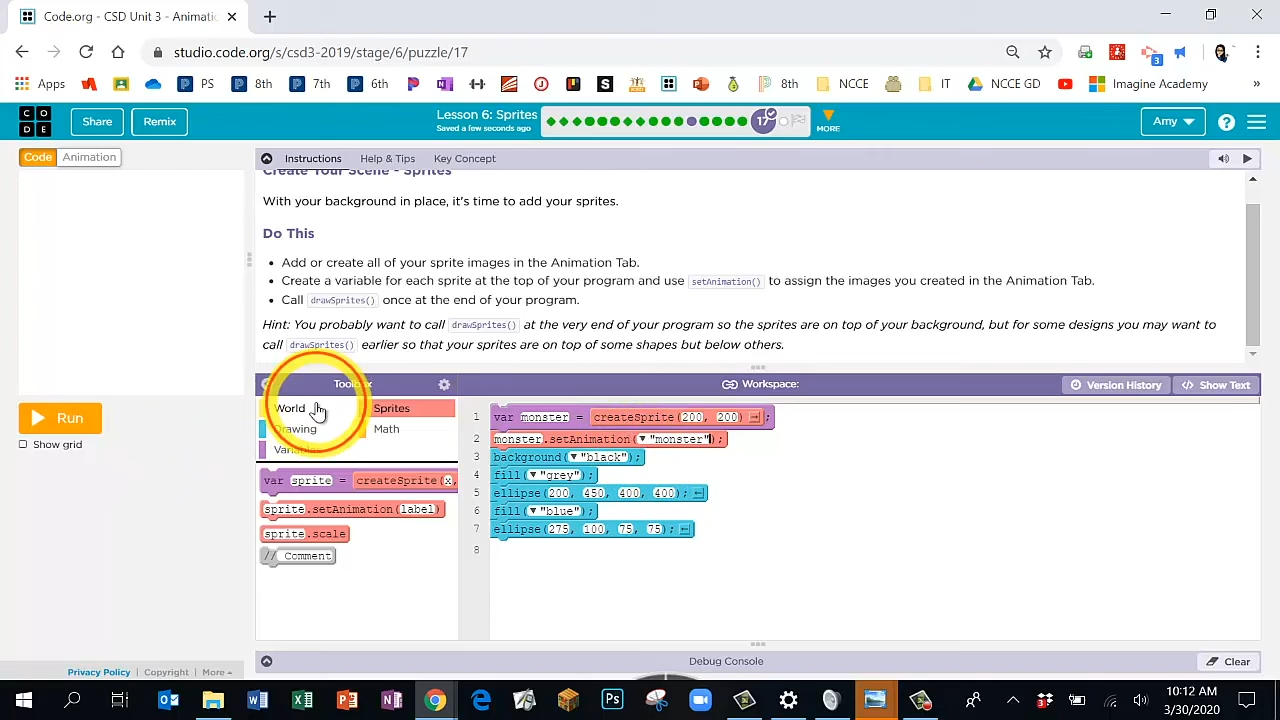 Code.org - CSD Unit 3 - Animatio
studio.code.org/s/csd3-2019/stage/6/puzzle/17
Apps
PS
8th
7th
6th
8th
NCCE
IT
NCCE GD
Imagine Academy
»
C O D E
Share
Remix
Lesson 6: Sprites
Saved a few seconds ago
17
MORE
Amy
?
Code
Animation
Instructions
Help & Tips
Key Concept
Create Your Scene - Sprites
With your background in place, it's time to add your sprites.
Do This
• Add or create all of your sprite images in the Animation Tab.
• Create a variable for each sprite at the top of your program and use setAnimation() to assign the images you created in the Animation Tab.
• Call drawSprites() once at the end of your program.
Hint: You probably want to call drawSprites() at the very end of your program so the sprites are on top of your background, but for some designs you may want to
call drawSprites() earlier so that your sprites are on top of some shapes but below others.
Toolbox
Workspace:
Version History
Show Text
Run
Show grid
World
Sprites
Drawing
Math
Variables
var sprite = createSprite(x,
sprite.setAnimation(label)
sprite.scale
// Comment
1 var monster = createSprite(200, 200);
2 monster.setAnimation("monster");
3 background("black");
4 fill("grey");
5 ellipse(200, 450, 400, 400);
6 fill("blue");
7 ellipse(275, 100, 75, 75);
8
Debug Console
Clear
Privacy Policy | Copyright | More
10:12 AM
3/30/2020